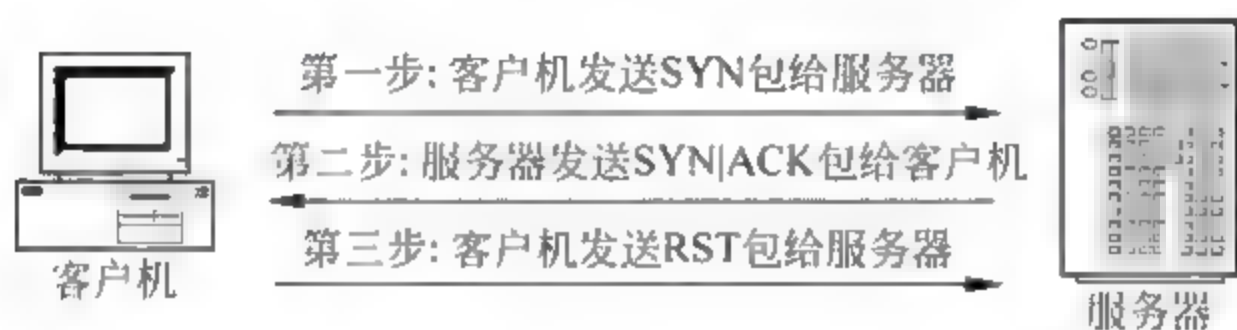 第一步: 客户机发送SYN包给服务器
第二步: 服务器发送SYN|ACK包给客户机
第三步: 客户机发送RST包给服务器
客户机
服务器